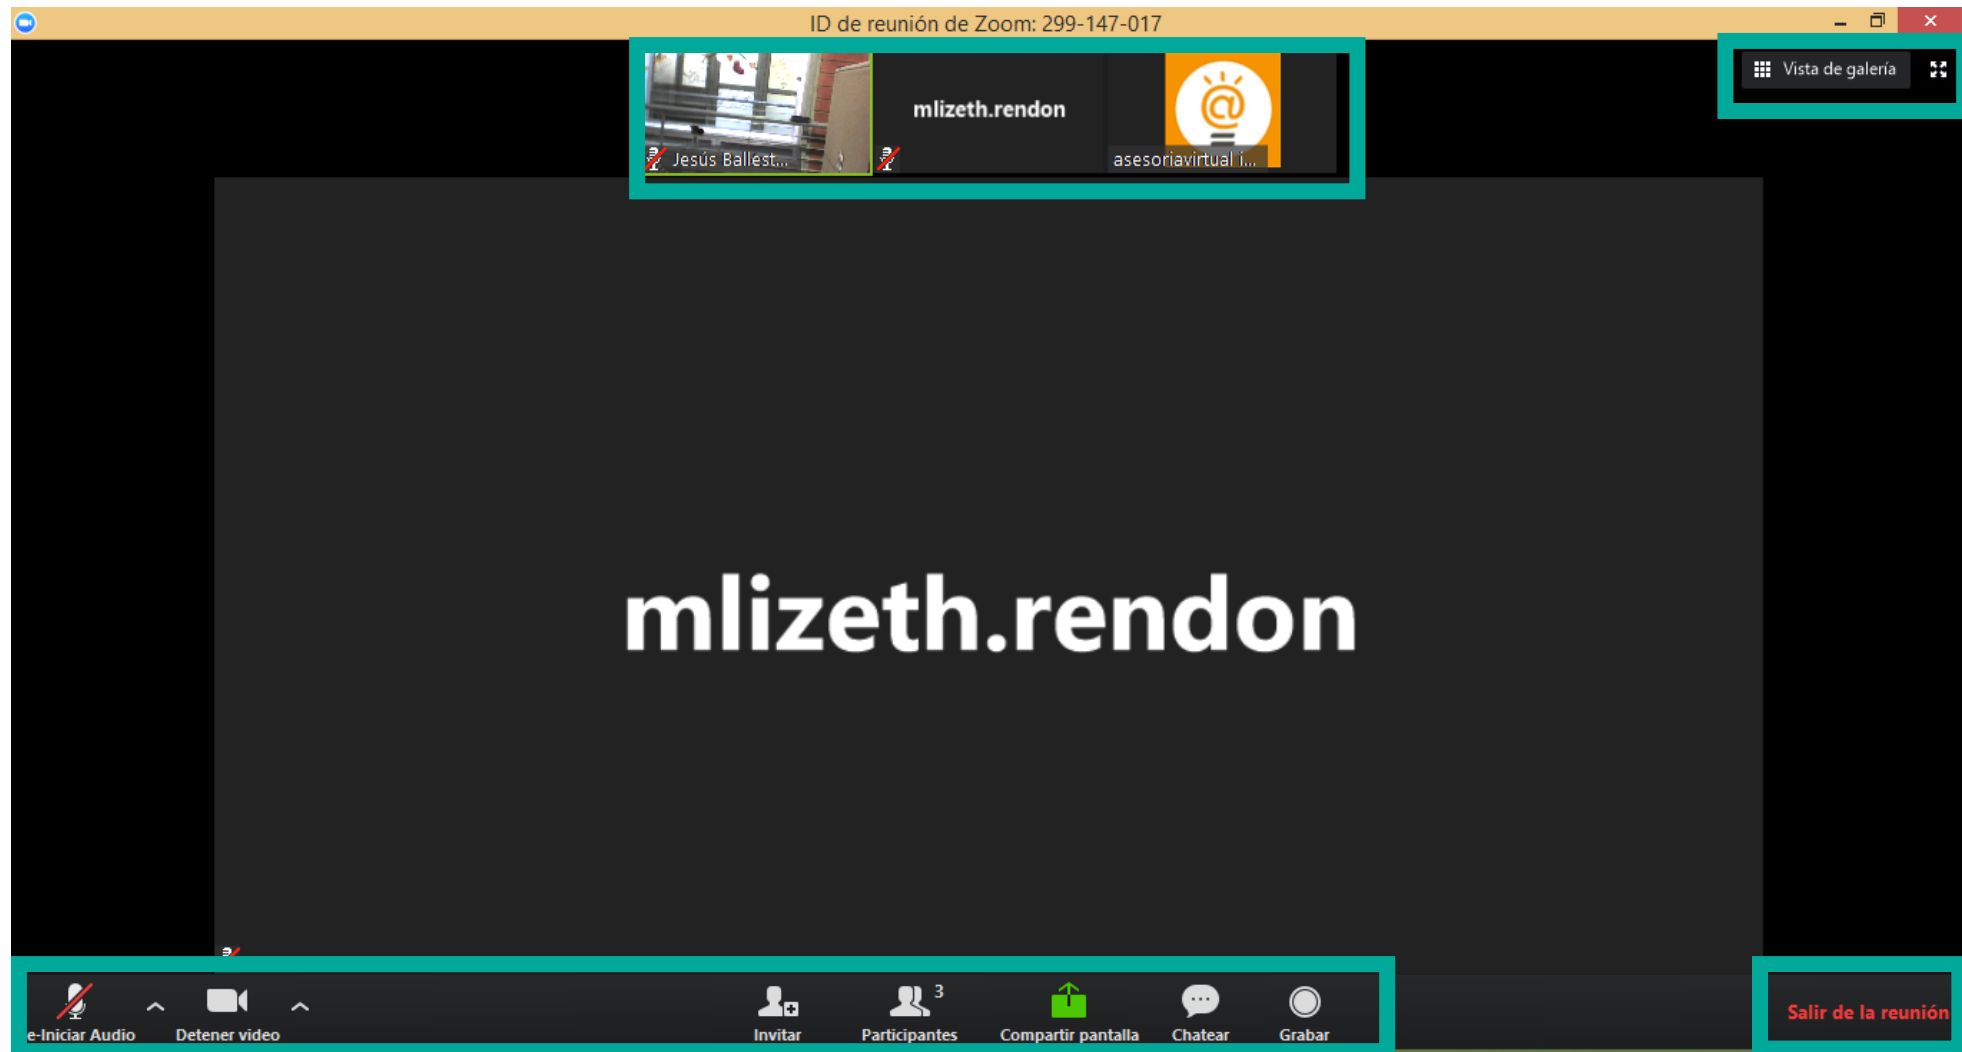 ID de reunión de Zoom: 299-147-017
Vista de galería
mlizeth.rendon
Jesús Ballest...
asesoriavirtual i...
mlizeth.rendon
e-Iniciar Audio
Detener video
Invitar
Participantes
3
Compartir pantalla
Chatear
Grabar
Salir de la reunión